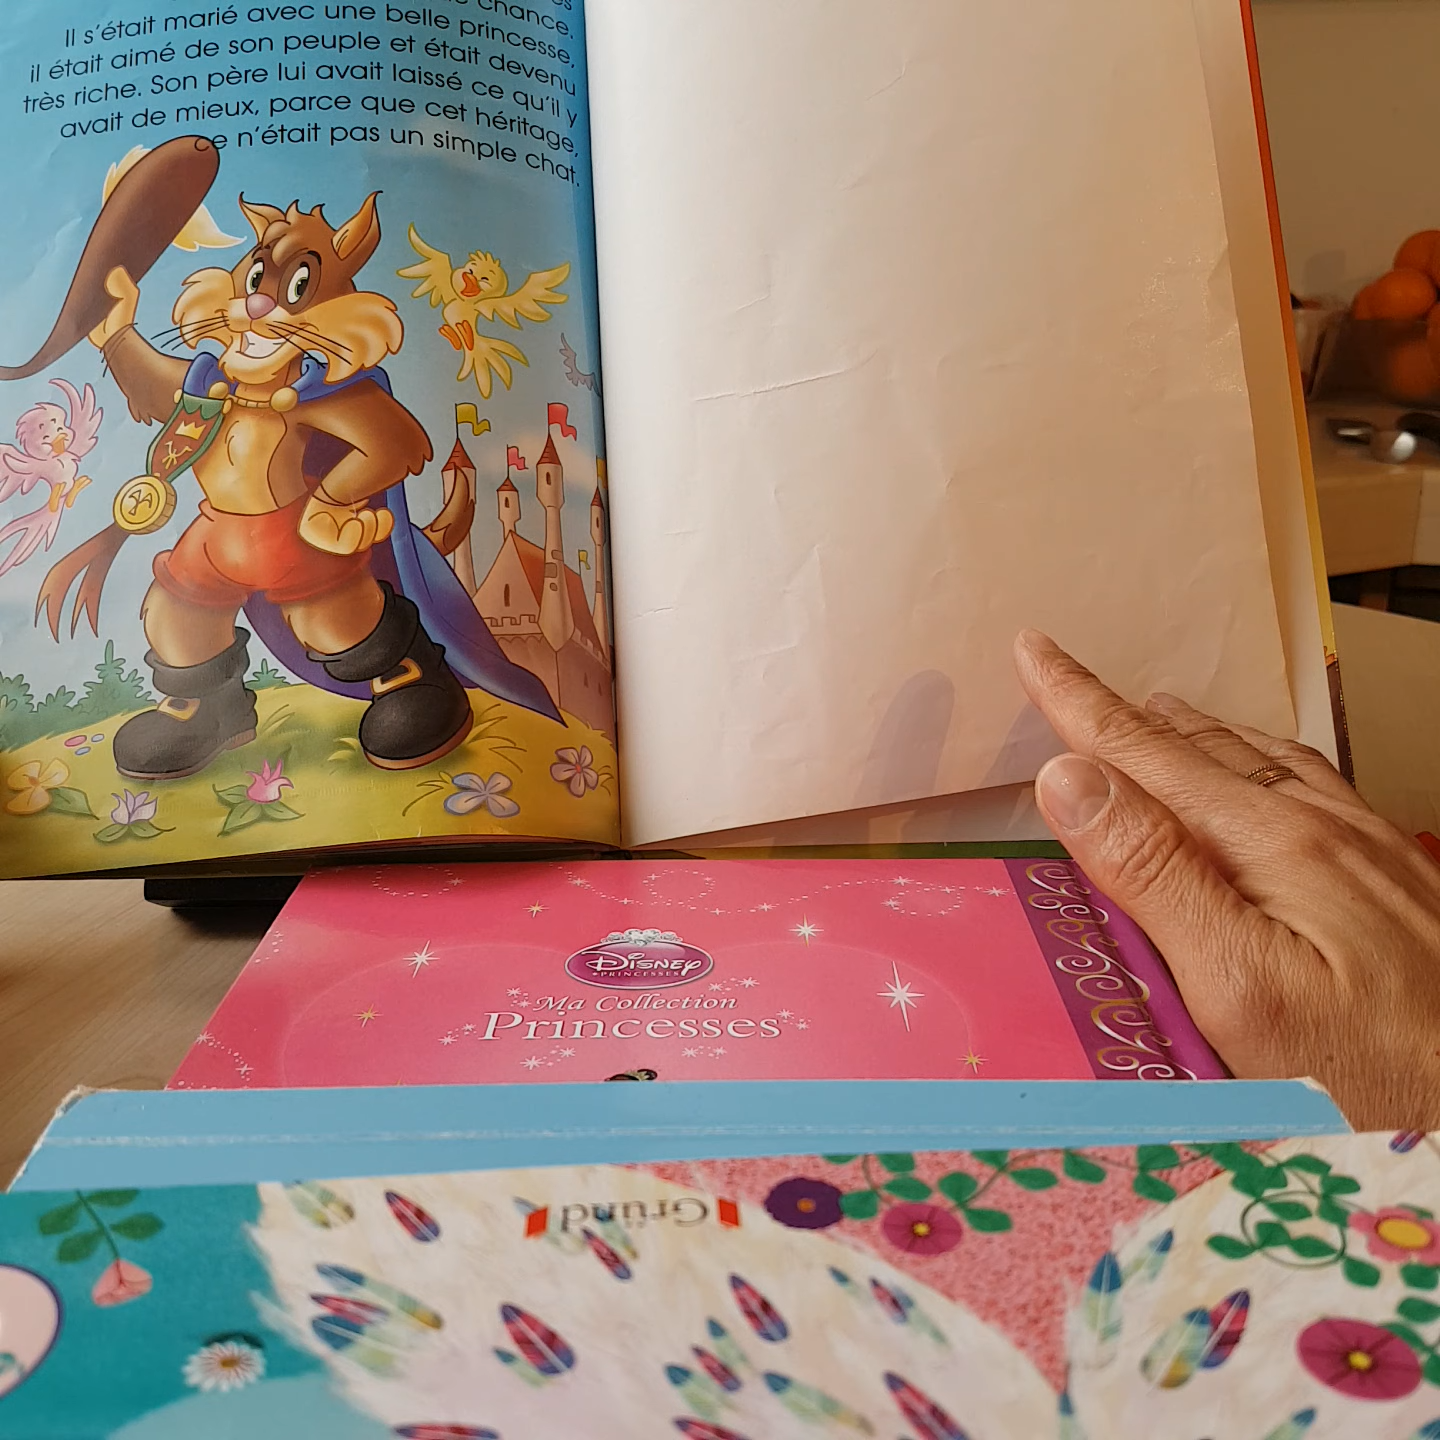 chance.
Il s'était marié avec une belle princesse,
il était aimé de son peuple et était devenu
très riche. Son père lui avait laissé ce qu'il y
avait de mieux, parce que cet héritage,
ce n'était pas un simple chat.
DISNEY
PRINCESSES
Ma Collection
Princesses
Gründ